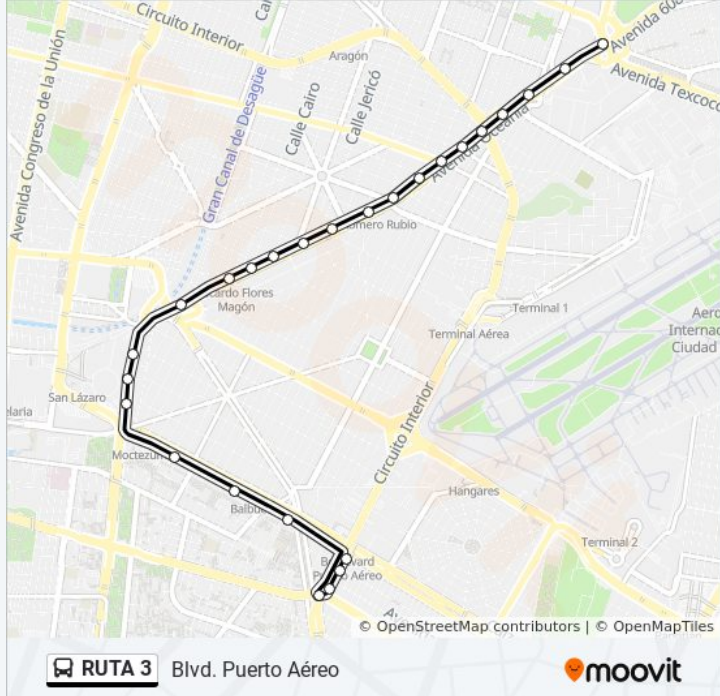 Circuito Interior
Avenida 608
Aragón
Avenida Texcoco
Avenida Congreso de la Unión
Gran Canal de Desagüe
Calle Cairo
Calle Jericó
Avenida Oceanía
Romero Rubio
Ricardo Flores
Magón
Terminal 1
Terminal Aérea
San Lázaro
Circuito Interior
Moctezuma
Hangares
Balbuena
Terminal 2
Boulevard
Puerto Aéreo
© OpenStreetMap contributors | © OpenMapTiles
RUTA 3
Blvd. Puerto Aéreo
moovit